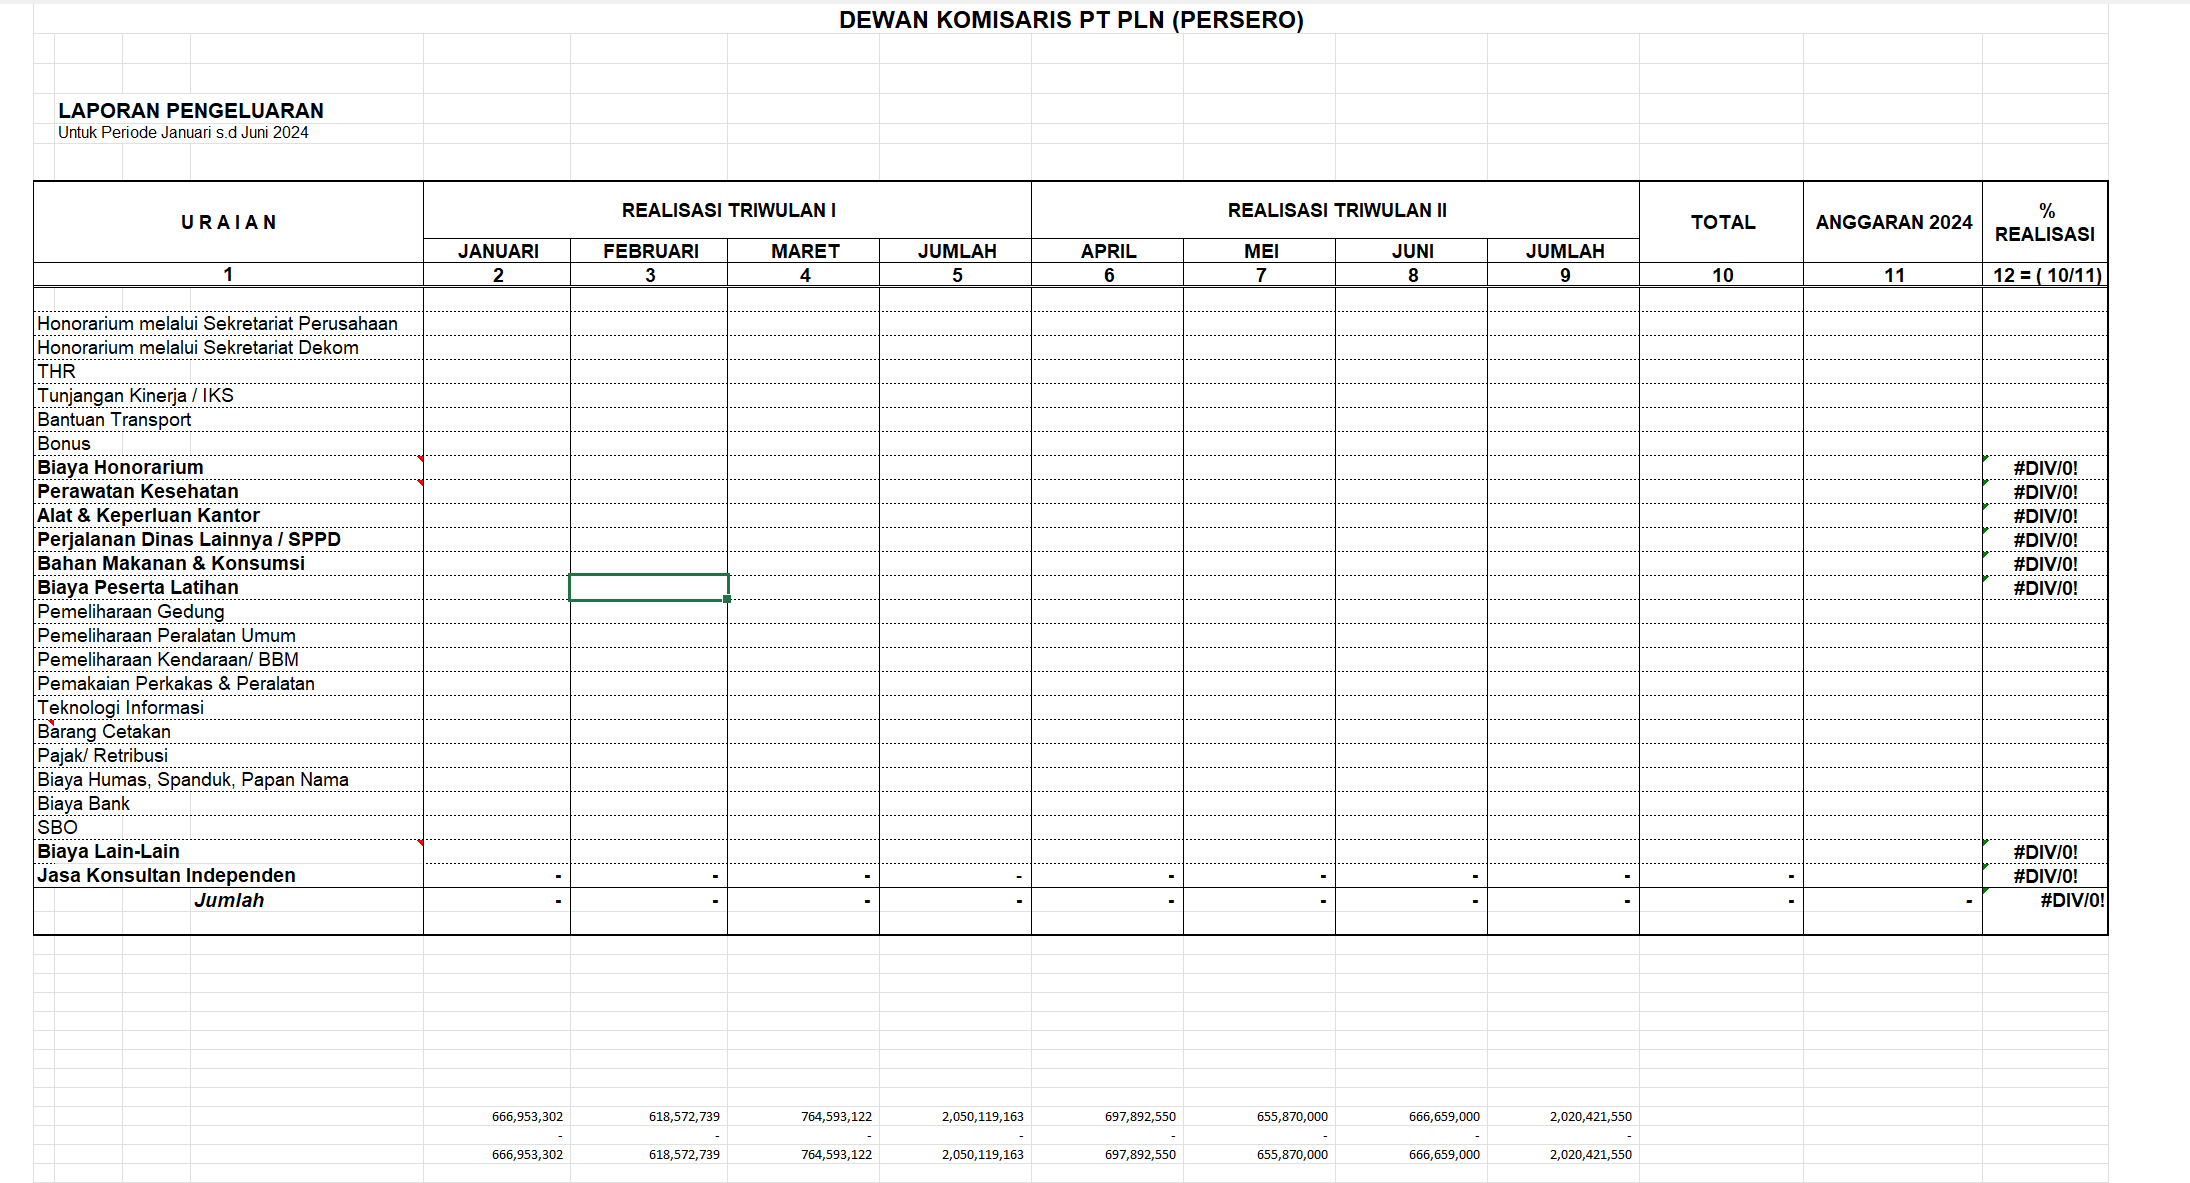 DEWAN KOMISARIS PT PLN (PERSERO)
LAPORAN PENGELUARAN
Untuk Periode Januari s.d Juni 2024
U R A I A N REALISASI TRIWULAN I REALISASI TRIWULAN II TOTAL ANGGARAN 2024 % REALISASI
JANUARI FEBRUARI MARET JUMLAH APRIL MEI JUNI JUMLAH
1 2 3 4 5 6 7 8 9 10 11 12 = ( 10/11)
Honorarium melalui Sekretariat Perusahaan
Honorarium melalui Sekretariat Dekom
THR
Tunjangan Kinerja / IKS
Bantuan Transport
Bonus
Biaya Honorarium #DIV/0!
Perawatan Kesehatan #DIV/0!
Alat & Keperluan Kantor #DIV/0!
Perjalanan Dinas Lainnya / SPPD #DIV/0!
Bahan Makanan & Konsumsi #DIV/0!
Biaya Peserta Latihan #DIV/0!
Pemeliharaan Gedung
Pemeliharaan Peralatan Umum
Pemeliharaan Kendaraan/ BBM
Pemakaian Perkakas & Peralatan
Teknologi Informasi
Barang Cetakan
Pajak/ Retribusi
Biaya Humas, Spanduk, Papan Nama
Biaya Bank
SBO
Biaya Lain-Lain #DIV/0!
Jasa Konsultan Independen - - - - - - - - - #DIV/0!
Jumlah - - - - - - - - - - #DIV/0!
666,953,302 618,572,739 764,593,122 2,050,119,163 697,892,550 655,870,000 666,659,000 2,020,421,550
- - - - - - - -
666,953,302 618,572,739 764,593,122 2,050,119,163 697,892,550 655,870,000 666,659,000 2,020,421,550